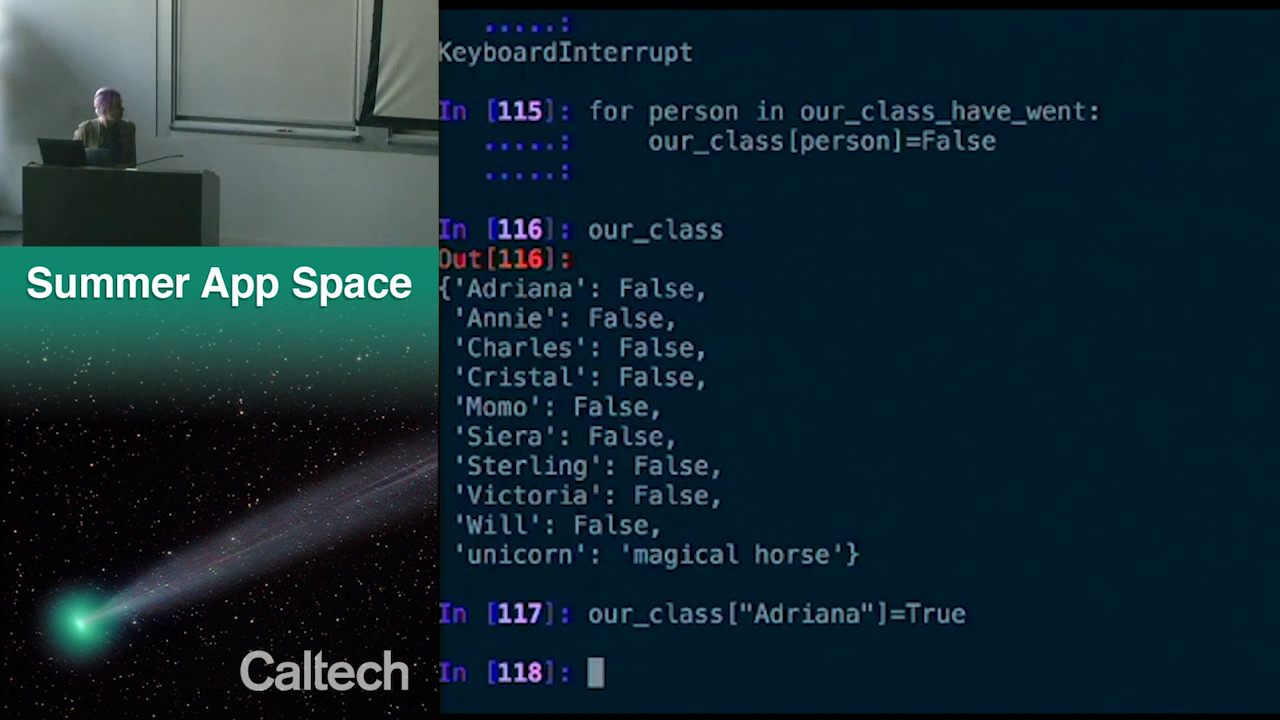 Summer App Space
Caltech
.....:
KeyboardInterrupt
In [115]: for person in our_class_have_went:
.....:     our_class[person]=False
.....:
In [116]: our_class
Out[116]:
{'Adriana': False,
'Annie': False,
'Charles': False,
'Cristal': False,
'Momo': False,
'Siera': False,
'Sterling': False,
'Victoria': False,
'Will': False,
'unicorn': 'magical horse'}
In [117]: our_class["Adriana"]=True
In [118]: